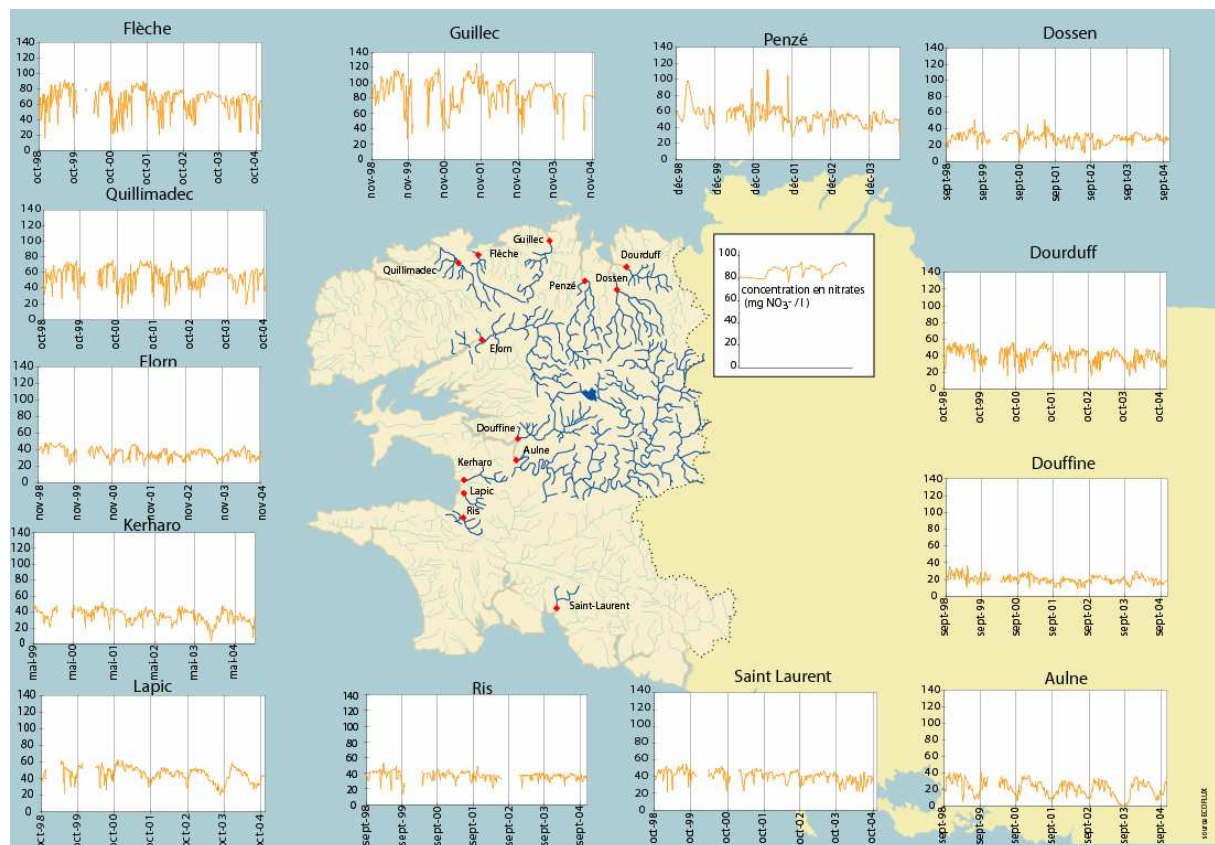 Flèche
140
120
100
80
60
40
20
0
oct-98
oct-99
oct-00
oct-01
oct-02
oct-03
oct-04
Guillec
140
120
100
80
60
40
20
0
nov-98
nov-99
nov-00
nov-01
nov-02
nov-03
nov-04
Penzé
140
120
100
80
60
40
20
0
déc-98
déc-99
déc-00
déc-01
déc-02
déc-03
Dossen
140
120
100
80
60
40
20
0
sept-98
sept-99
sept-00
sept-01
sept-02
sept-03
sept-04
Quillimadec
140
120
100
80
60
40
20
0
oct-98
oct-99
oct-00
oct-01
oct-02
oct-03
oct-04
Guillec
Flèche
Quillimadec
Dourduff
Dossen
Penzé
Elorn
Douffine
Aulne
Kerharo
Lapic
Ris
Saint-Laurent
100
80
concentration en nitrates
60
(mg NO3- / l )
40
20
0
Dourduff
140
120
100
80
60
40
20
0
oct-98
oct-99
oct-00
oct-01
oct-02
oct-03
oct-04
Elorn
140
120
100
80
60
40
20
0
nov-98
nov-99
nov-00
nov-01
nov-02
nov-03
nov-04
Douffine
140
120
100
80
60
40
20
0
sept-98
sept-99
sept-00
sept-01
sept-02
sept-03
sept-04
Kerharo
140
120
100
80
60
40
20
0
mai-99
mai-00
mai-01
mai-02
mai-03
mai-04
Lapic
140
120
100
80
60
40
20
0
oct-98
oct-99
oct-00
oct-01
oct-02
oct-03
oct-04
Ris
140
120
100
80
60
40
20
0
sept-98
sept-99
sept-00
sept-01
sept-02
sept-03
sept-04
Saint Laurent
140
120
100
80
60
40
20
0
oct-98
oct-99
oct-00
oct-01
oct-02
oct-03
oct-04
Aulne
140
120
100
80
60
40
20
0
sept-98
sept-99
sept-00
sept-01
sept-02
sept-03
sept-04
source ECOFLUX